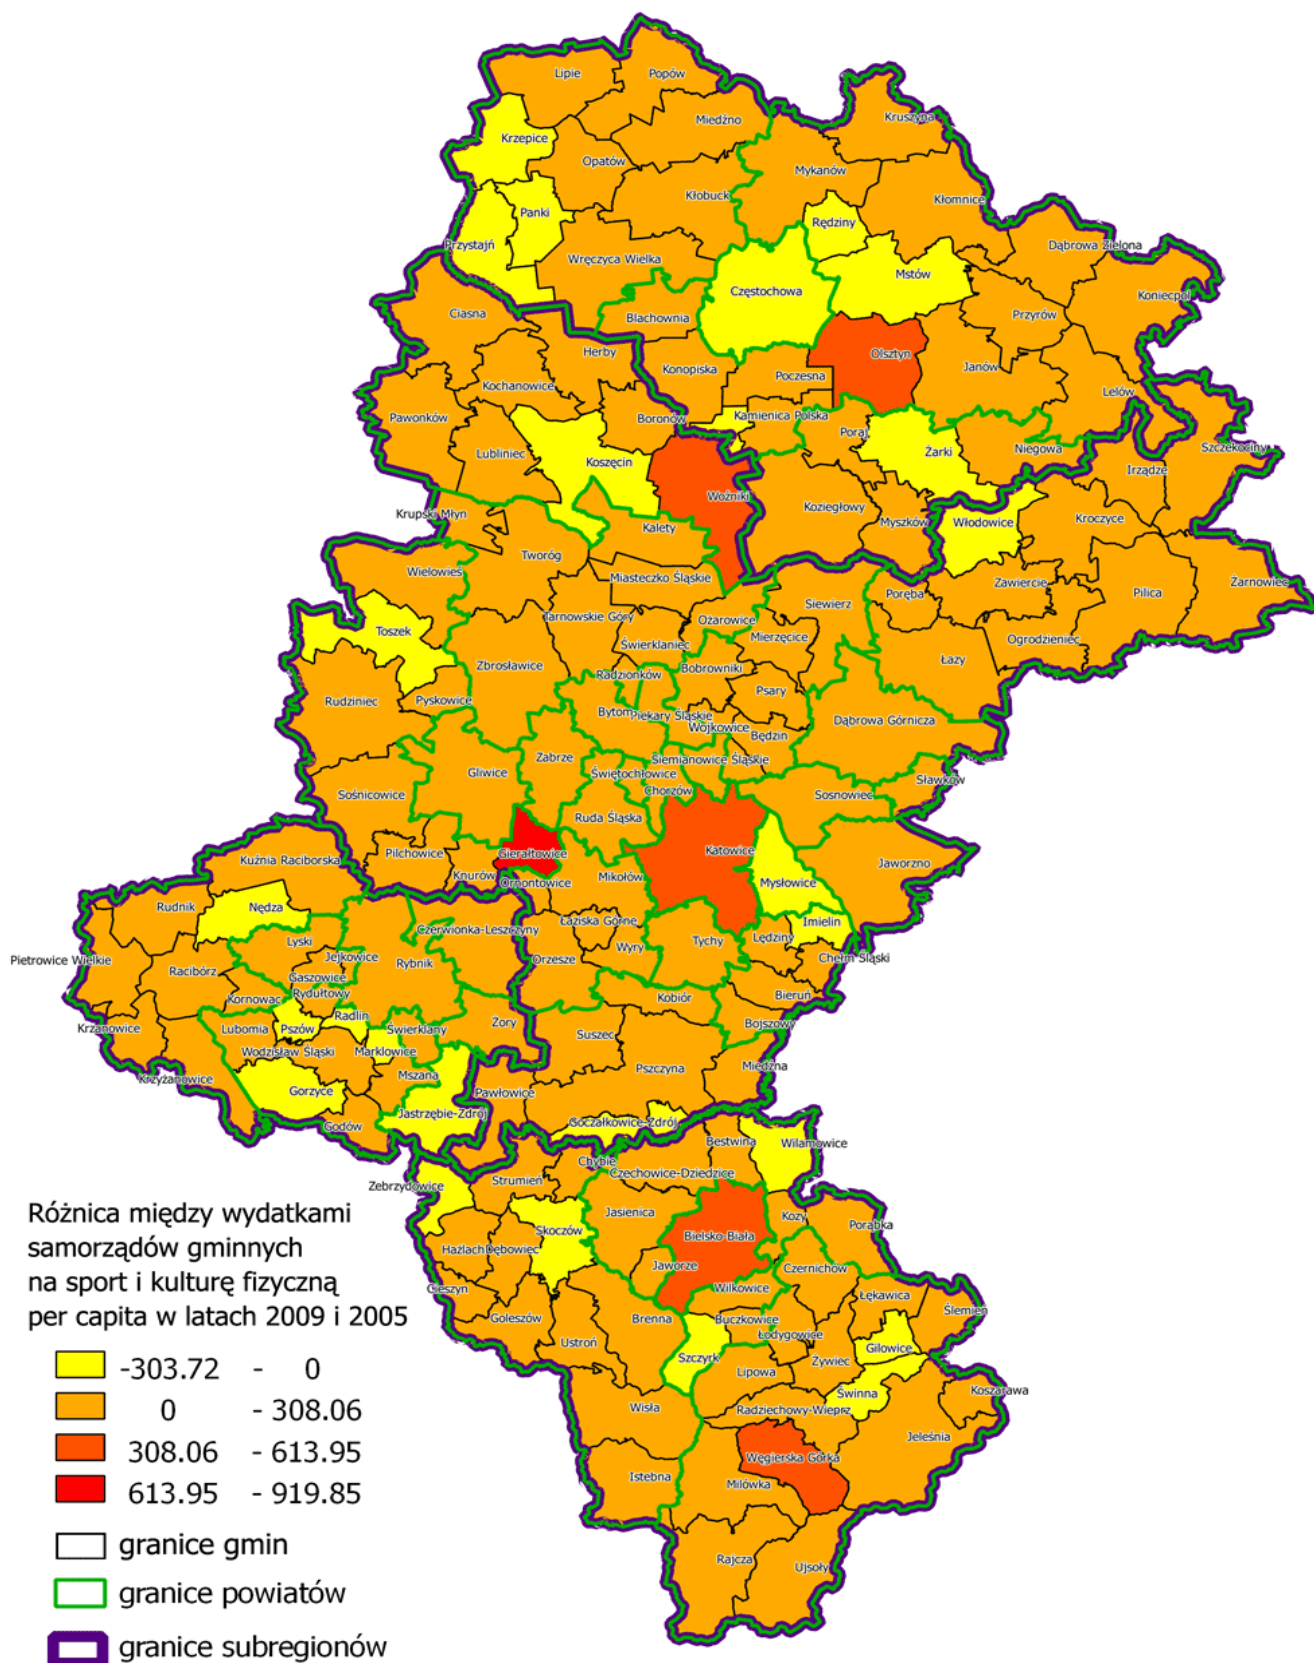 Lipie
Popów
Miedźno
Kruszyna
Krzepice
Opatów
Mykanów
Kłobuck
Kłomnice
Panki
Rędziny
Przystajń
Dąbrowa Zielona
Wręczyca Wielka
Mstów
Częstochowa
Koniecpol
Ciasna
Blachownia
Przyrów
Herby
Olsztyn
Konopiska
Poczesna
Janów
Kochanowice
Lelów
Pawonków
Boronów
Kamienica Polska
Poraj
Szczekociny
Lubliniec
Koszęcin
Żarki
Niegowa
Irządze
Woźniki
Koziegłowy
Krupski Młyn
Kalety
Myszków
Włodowice
Kroczyce
Tworóg
Wielowieś
Miasteczko Śląskie
Zawiercie
Żarnowiec
Poręba
Pilica
Siewierz
Tarnowskie Góry
Ożarowice
Toszek
Mierzęcice
Ogrodzieniec
Świerklaniec
Łazy
Zbrosławice
Bobrowniki
Radzionków
Rudziniec
Pyskowice
Psary
Bytom
Piekary Śląskie
Dąbrowa Górnicza
Wojkowice
Będzin
Zabrze
Siemianowice Śląskie
Gliwice
Świętochłowice
Sławków
Chorzów
Sośnicowice
Sosnowiec
Ruda Śląska
Katowice
Pilchowice
Gierałtowice
Kuźnia Raciborska
Jaworzno
Knurów
Mikołów
Ornontowice
Mysłowice
Rudnik
Nędza
Łaziska Górne
Imielin
Czerwionka-Leszczyny
Lyski
Tychy
Lędziny
Wyry
Pietrowice Wielkie
Jejkowice
Rybnik
Orzesze
Chełm Śląski
Racibórz
Gaszowice
Rydułtowy
Kornowac
Kobiór
Bieruń
Radlin
Żory
Bojszowy
Krzanowice
Lubomia
Pszów
Świerklany
Suszec
Wodzisław Śląski
Marklowice
Miedźna
Pszczyna
Krzyżanowice
Mszana
Gorzyce
Pawłowice
Jastrzębie-Zdrój
Goczałkowice-Zdrój
Godów
Bestwina
Wilamowice
Chybie
Czechowice-Dziedzice
Zebrzydowice
Strumień
Jasienica
Kozy
Porąbka
Skoczów
Bielsko-Biała
Hażlach
Dębowiec
Jaworze
Czernichów
Cieszyn
Wilkowice
Łękawica
Ślemień
Goleszów
Brenna
Buczkowice
Ustroń
Łodygowice
Gilowice
Szczyrk
Żywiec
Lipowa
Świnna
Koszarawa
Wisła
Radziechowy-Wieprz
Jeleśnia
Węgierska Górka
Istebna
Milówka
Rajcza
Ujsoły
Różnica między wydatkami
samorządów gminnych
na sport i kulturę fizyczną
per capita w latach 2009 i 2005
-303.72 - 0
0 - 308.06
308.06 - 613.95
613.95 - 919.85
granice gmin
granice powiatów
granice subregionów